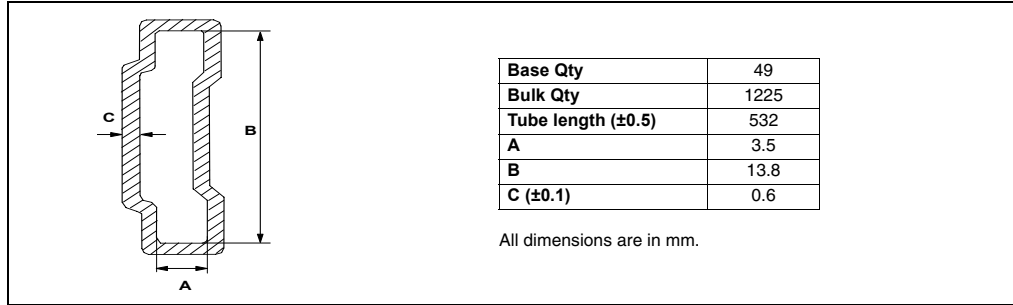 C
B
A
Base Qty 49
Bulk Qty 1225
Tube length (±0.5) 532
A 3.5
B 13.8
C (±0.1) 0.6
All dimensions are in mm.